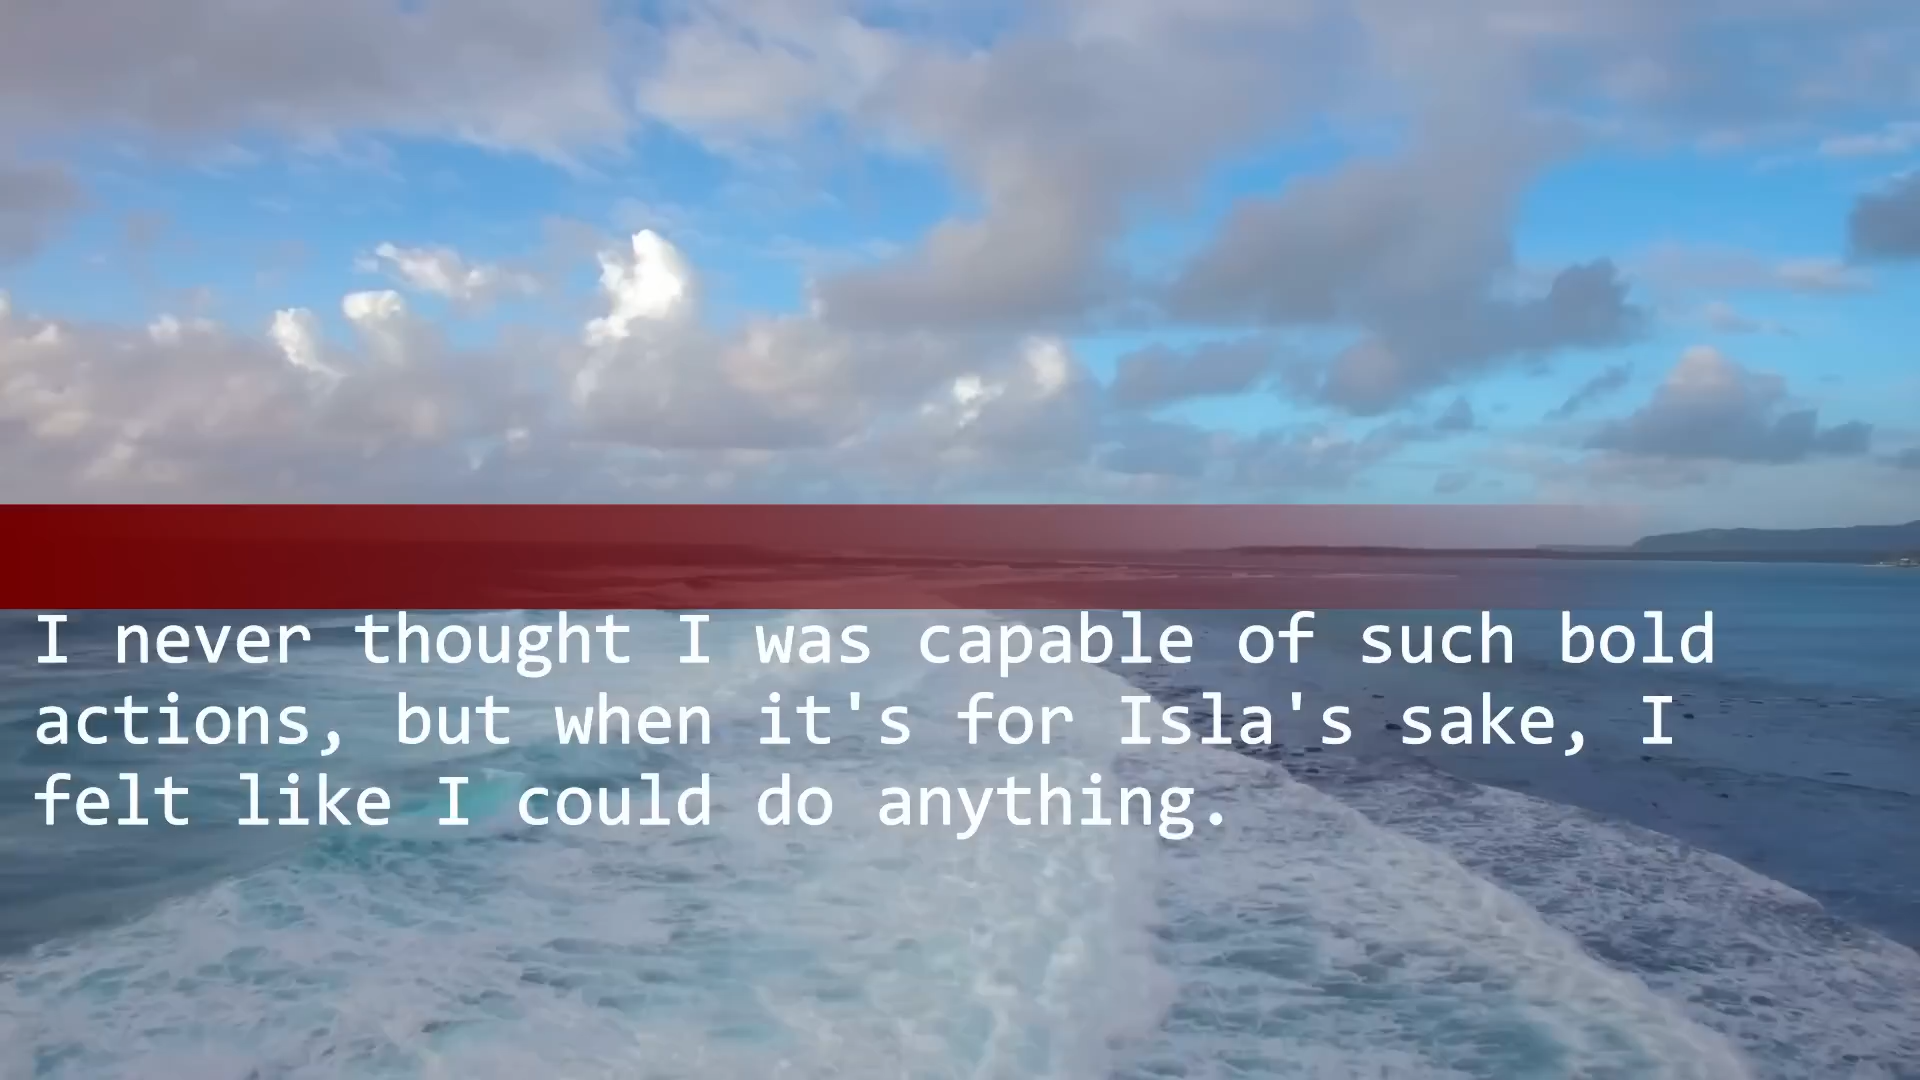 I never thought I was capable of such bold
actions, but when it's for Isla's sake, I
felt like I could do anything.